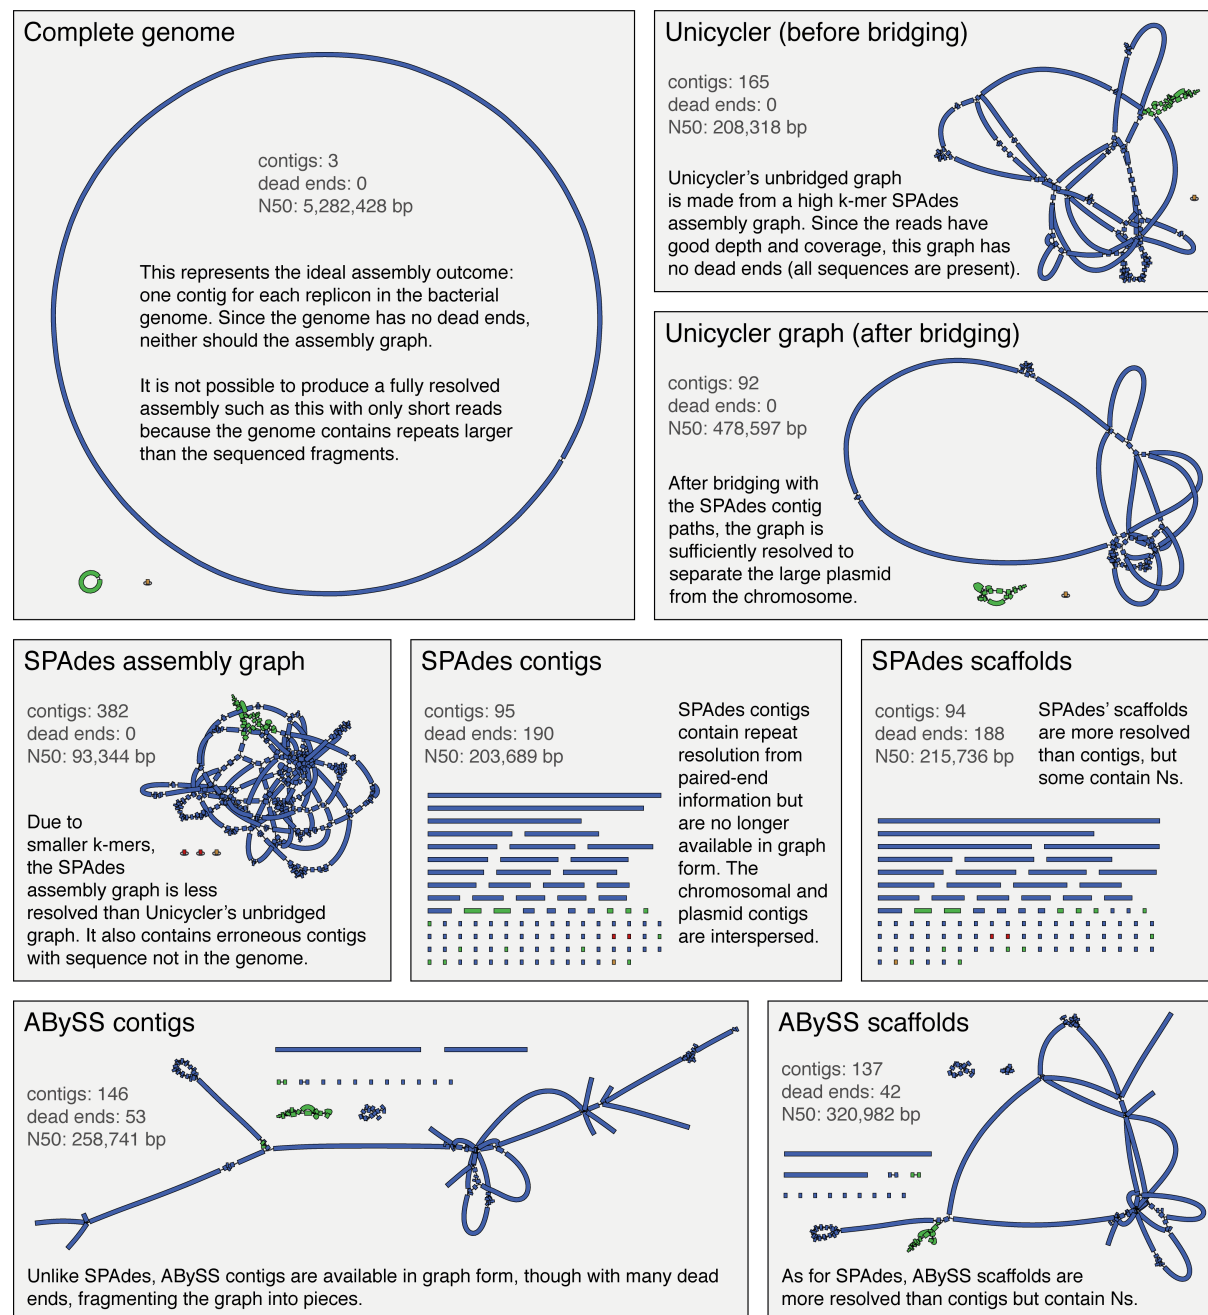 Complete genome
contigs: 3
dead ends: 0
N50: 5,282,428 bp
This represents the ideal assembly outcome:
one contig for each replicon in the bacterial
genome. Since the genome has no dead ends,
neither should the assembly graph.
It is not possible to produce a fully resolved
assembly such as this with only short reads
because the genome contains repeats larger
than the sequenced fragments.
Unicycler (before bridging)
contigs: 165
dead ends: 0
N50: 208,318 bp
Unicycler’s unbridged graph
is made from a high k-mer SPAdes
assembly graph. Since the reads have
good depth and coverage, this graph has
no dead ends (all sequences are present).
Unicycler graph (after bridging)
contigs: 92
dead ends: 0
N50: 478,597 bp
After bridging with
the SPAdes contig
paths, the graph is
sufficiently resolved to
separate the large plasmid
from the chromosome.
SPAdes assembly graph
contigs: 382
dead ends: 0
N50: 93,344 bp
Due to
smaller k-mers,
the SPAdes
assembly graph is less
resolved than Unicycler’s unbridged
graph. It also contains erroneous contigs
with sequence not in the genome.
SPAdes contigs
contigs: 95
dead ends: 190
N50: 203,689 bp
SPAdes contigs
contain repeat
resolution from
paired-end
information but
are no longer
available in graph
form. The
chromosomal and
plasmid contigs
are interspersed.
SPAdes scaffolds
contigs: 94
dead ends: 188
N50: 215,736 bp
SPAdes’ scaffolds
are more resolved
than contigs, but
some contain Ns.
ABySS contigs
contigs: 146
dead ends: 53
N50: 258,741 bp
Unlike SPAdes, ABySS contigs are available in graph form, though with many dead
ends, fragmenting the graph into pieces.
ABySS scaffolds
contigs: 137
dead ends: 42
N50: 320,982 bp
As for SPAdes, ABySS scaffolds are
more resolved than contigs but contain Ns.